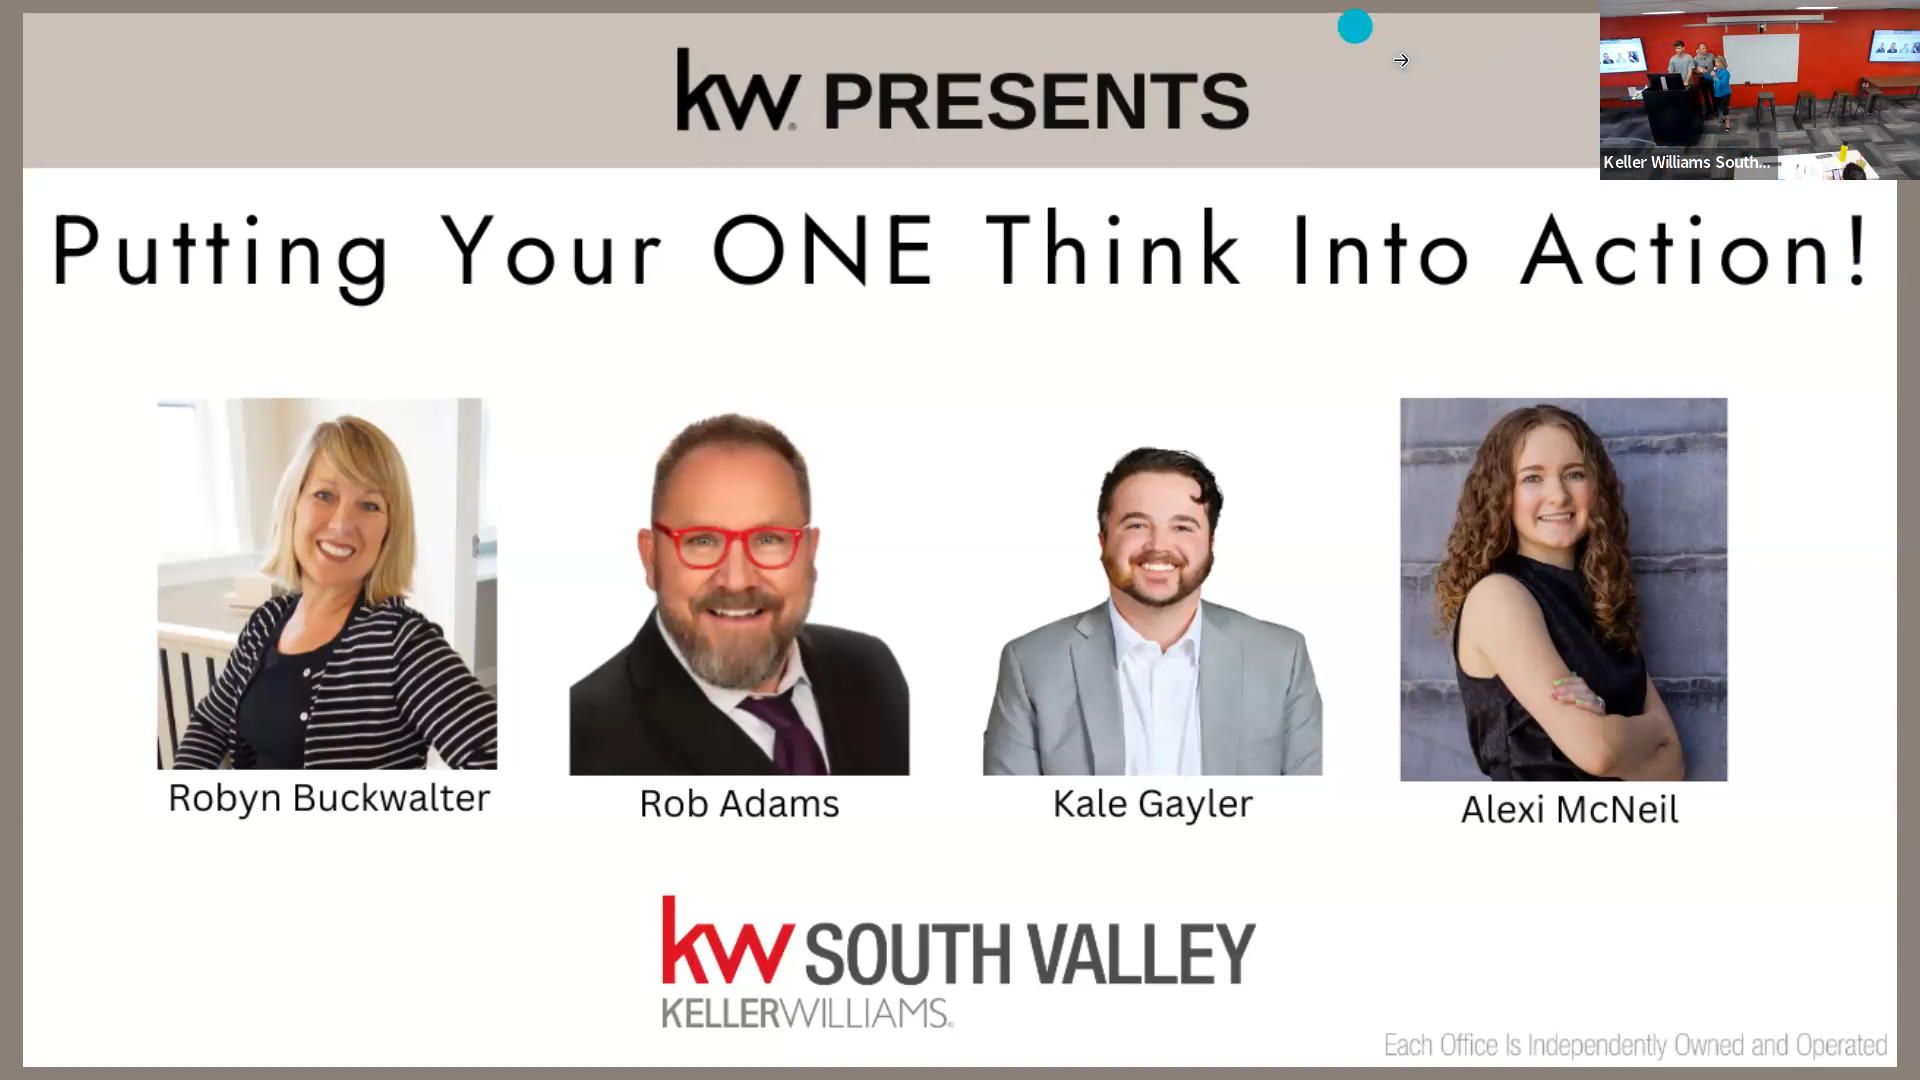 kw PRESENTS
Keller Williams South...
Putting Your ONE Think Into Action!
Robyn Buckwalter
Rob Adams
Kale Gayler
Alexi McNeil
kw SOUTH VALLEY
KELLERWILLIAMS®
Each Office Is Independently Owned and Operated